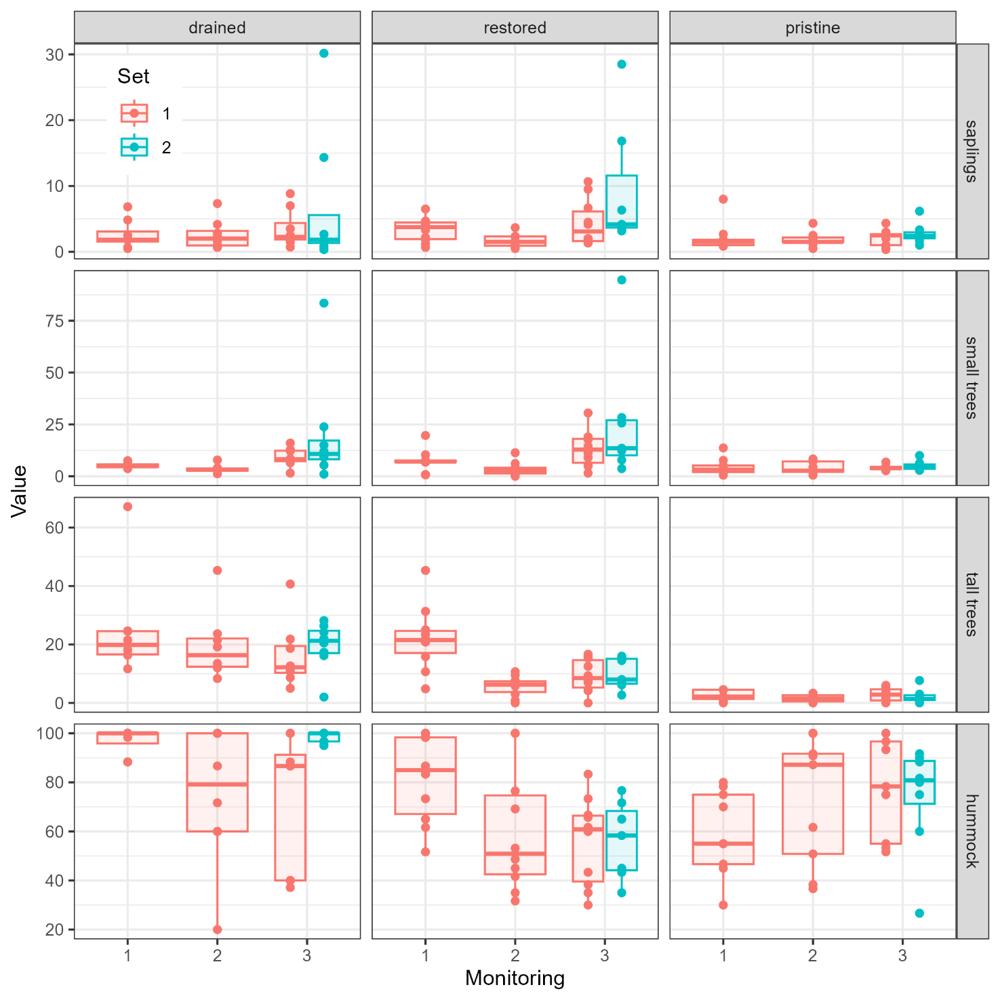 drained restored pristine
Set
1
2
30
20
10
0
saplings
75
50
25
0
small trees
Value
60
40
20
0
tall trees
100
80
60
40
20
hummock
1 2 3 1 2 3 1 2 3
Monitoring